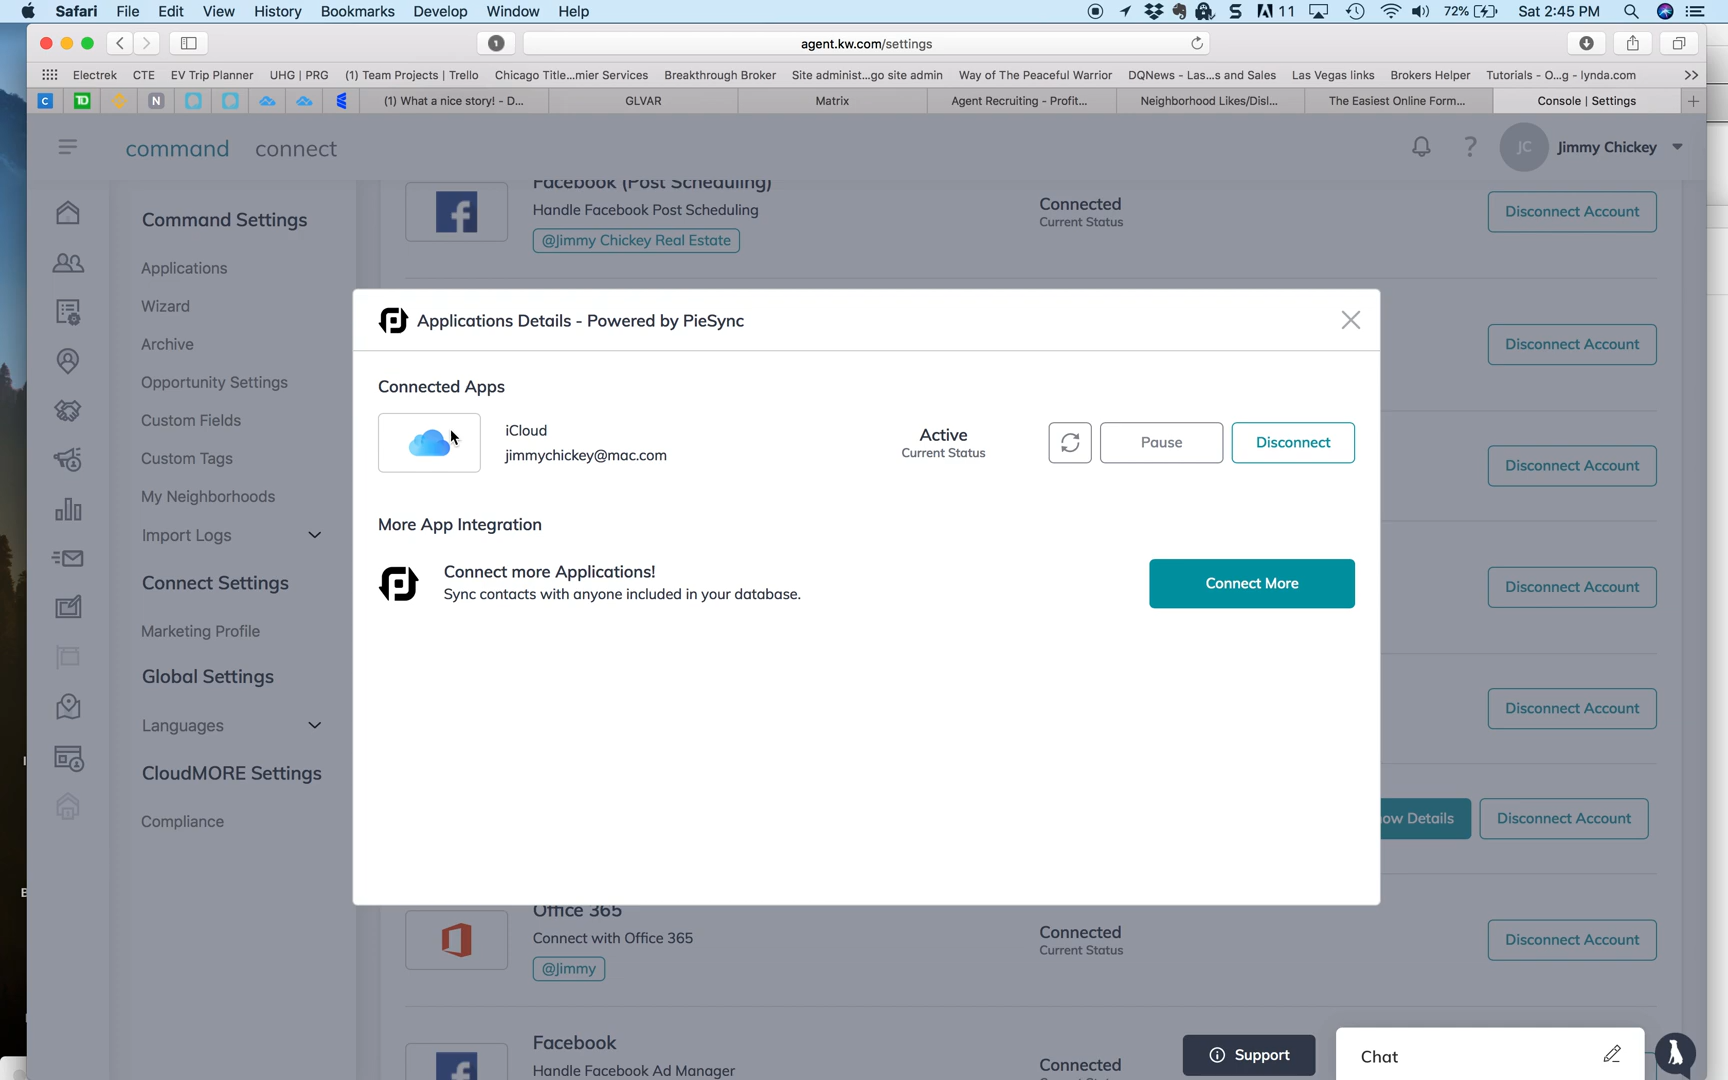 Safari File Edit View History Bookmarks Develop Window Help
11 72% Sat 2:45 PM
1
agent.kw.com/settings
Electrek CTE EV Trip Planner UHG | PRG (1) Team Projects | Trello Chicago Title...mier Services Breakthrough Broker Site administ...go site admin Way of The Peaceful Warrior DQNews - Las...s and Sales Las Vegas links Brokers Helper Tutorials - O...g - lynda.com
C TD N (1) What a nice story! - D... GLVAR Matrix Agent Recruiting - Profit... Neighborhood Likes/Disl... The Easiest Online Form... Console | Settings
command connect
? JC Jimmy Chickey
Command Settings
Applications
Wizard
Archive
Opportunity Settings
Custom Fields
Custom Tags
My Neighborhoods
Import Logs
Connect Settings
Marketing Profile
Global Settings
Languages
CloudMORE Settings
Compliance
Facebook (Post Scheduling)
Handle Facebook Post Scheduling
@Jimmy Chickey Real Estate
Connected
Current Status
Disconnect Account
Disconnect Account
Disconnect Account
Disconnect Account
Disconnect Account
ow Details
Disconnect Account
Applications Details - Powered by PieSync
Connected Apps
iCloud
jimmychickey@mac.com
Active
Current Status
Pause
Disconnect
More App Integration
Connect more Applications!
Sync contacts with anyone included in your database.
Connect More
Office 365
Connect with Office 365
@Jimmy
Connected
Current Status
Disconnect Account
Facebook
Handle Facebook Ad Manager
Connected
Support
Chat